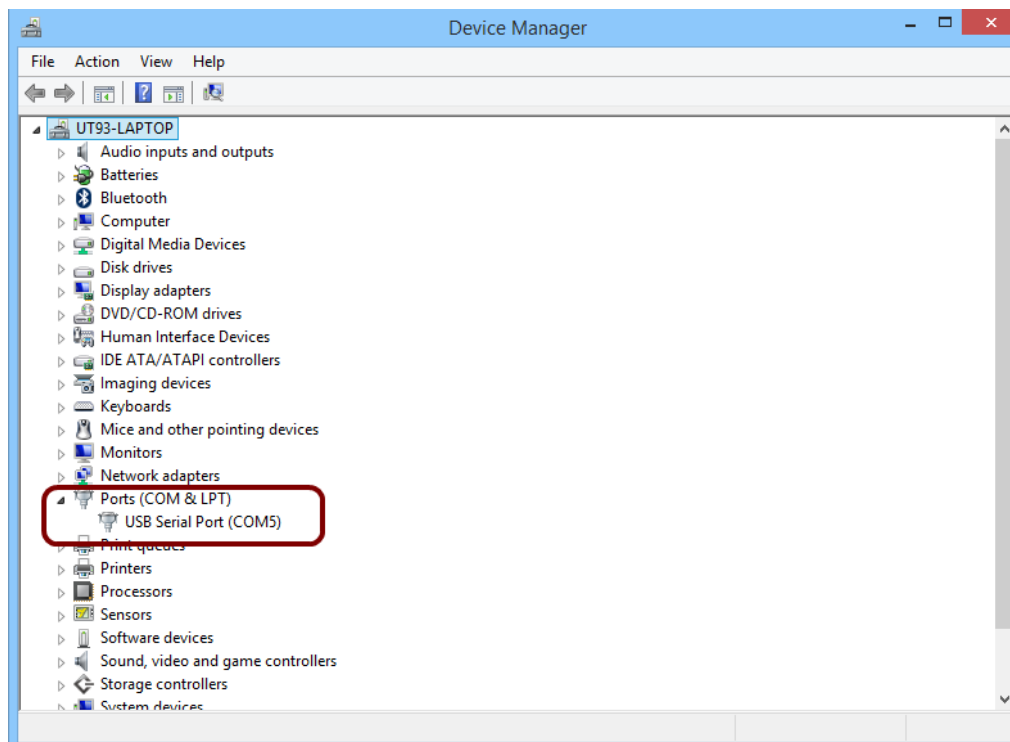 Device Manager
File Action View Help
UT93-LAPTOP
Audio inputs and outputs
Batteries
Bluetooth
Computer
Digital Media Devices
Disk drives
Display adapters
DVD/CD-ROM drives
Human Interface Devices
IDE ATA/ATAPI controllers
Imaging devices
Keyboards
Mice and other pointing devices
Monitors
Network adapters
Ports (COM & LPT)
USB Serial Port (COM5)
Print queues
Printers
Processors
Sensors
Software devices
Sound, video and game controllers
Storage controllers
System devices